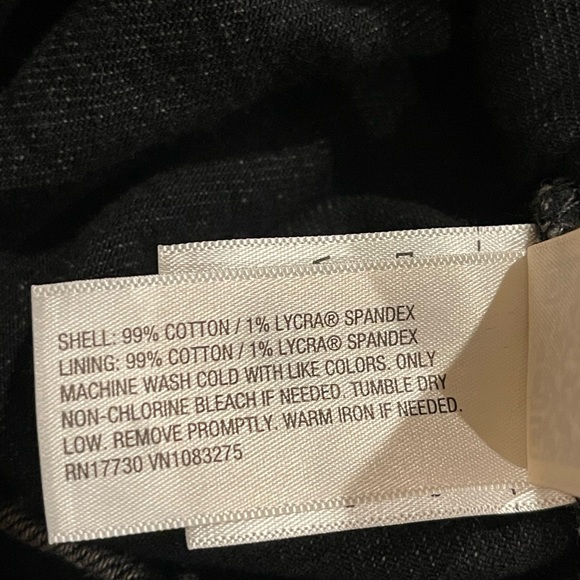 SHELL: 99% COTTON / 1% LYCRA® SPANDEX
LINING: 99% COTTON / 1% LYCRA® SPANDEX
MACHINE WASH COLD WITH LIKE COLORS. ONLY
NON-CHLORINE BLEACH IF NEEDED. TUMBLE DRY
LOW. REMOVE PROMPTLY. WARM IRON IF NEEDED.
RN17730 VN1083275